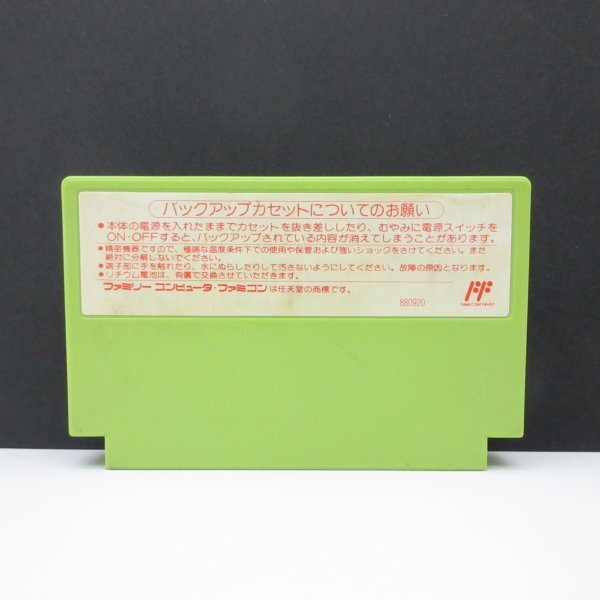 バックアップカセットについてのお願い
●本体の電源を入れたままでカセットを抜き差ししたり、むやみに電源スイッチを
ON・OFFすると、バックアップされている内容が消えてしまうことがあります。
●精密機器ですので、極端な温度条件下での使用や保管および強いショックをさけてください。また
絶対に分解しないでください。
●端子部に手を触れたり、水にぬらしたりして汚さないようにしてください。故障の原因となります。
●リチウム電池は、有償で交換させていただきます。
ファミリーコンピュータ・ファミコンは任天堂の商標です。
880920
FAMICOM FAMILY